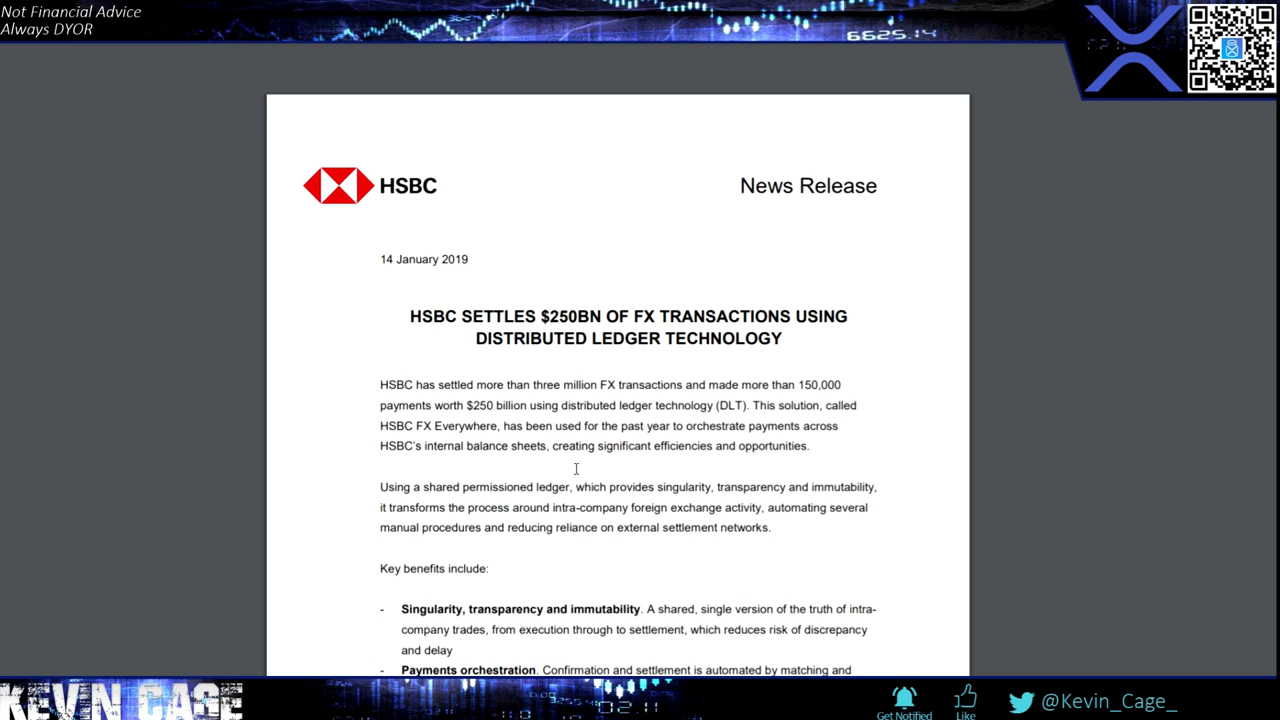 Not Financial Advice
Always DYOR
6625.14
HSBC
News Release
14 January 2019
HSBC SETTLES $250BN OF FX TRANSACTIONS USING
DISTRIBUTED LEDGER TECHNOLOGY
HSBC has settled more than three million FX transactions and made more than 150,000
payments worth $250 billion using distributed ledger technology (DLT). This solution, called
HSBC FX Everywhere, has been used for the past year to orchestrate payments across
HSBC's internal balance sheets, creating significant efficiencies and opportunities.
Using a shared permissioned ledger, which provides singularity, transparency and immutability,
it transforms the process around intra-company foreign exchange activity, automating several
manual procedures and reducing reliance on external settlement networks.
Key benefits include:
- Singularity, transparency and immutability. A shared, single version of the truth of intra-
company trades, from execution through to settlement, which reduces risk of discrepancy
and delay
- Payments orchestration. Confirmation and settlement is automated by matching and
KEVIN CAGE
Get Notified
Like
@Kevin_Cage_